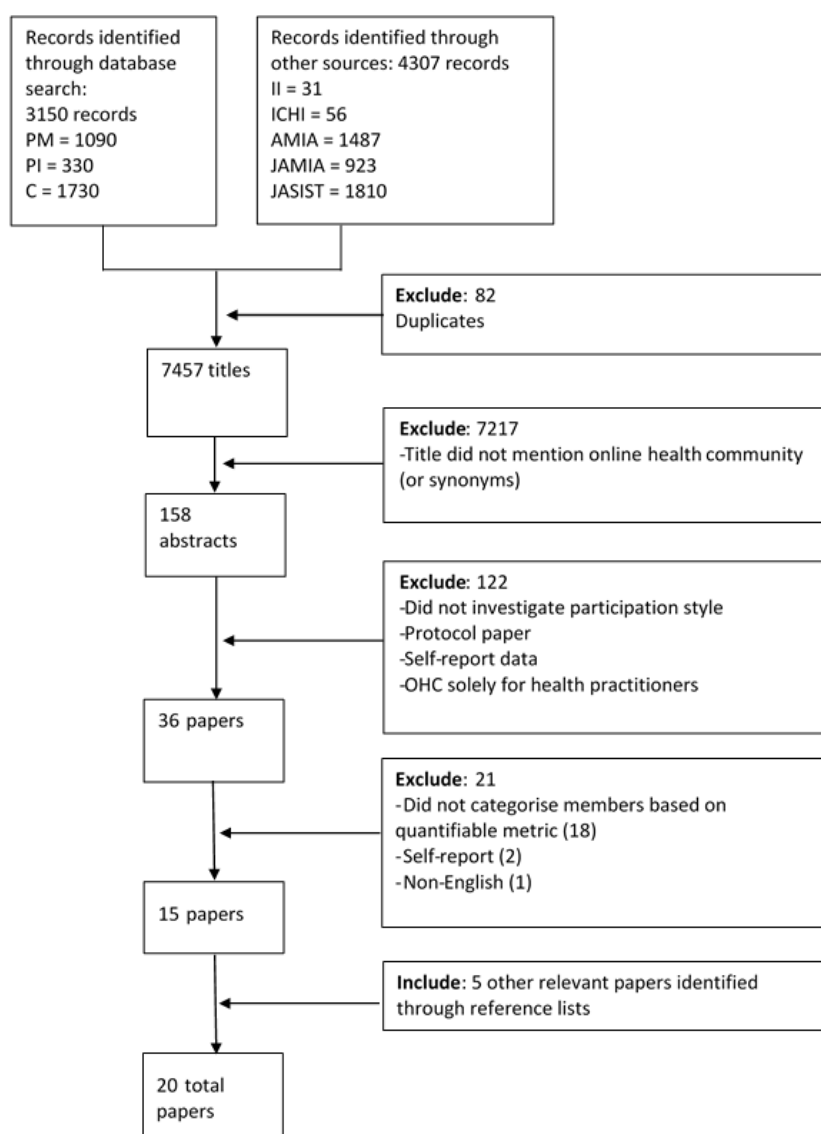 Records identified
through database
search:
3150 records
PM = 1090
PI = 330
C = 1730
Records identified through
other sources: 4307 records
II = 31
ICHI = 56
AMIA = 1487
JAMIA = 923
JASIST = 1810
Exclude: 82
Duplicates
7457 titles
Exclude: 7217
-Title did not mention online health community
(or synonyms)
158
abstracts
Exclude: 122
-Did not investigate participation style
-Protocol paper
-Self-report data
-OHC solely for health practitioners
36 papers
Exclude: 21
-Did not categorise members based on
quantifiable metric (18)
-Self-report (2)
-Non-English (1)
15 papers
Include: 5 other relevant papers identified
through reference lists
20 total
papers